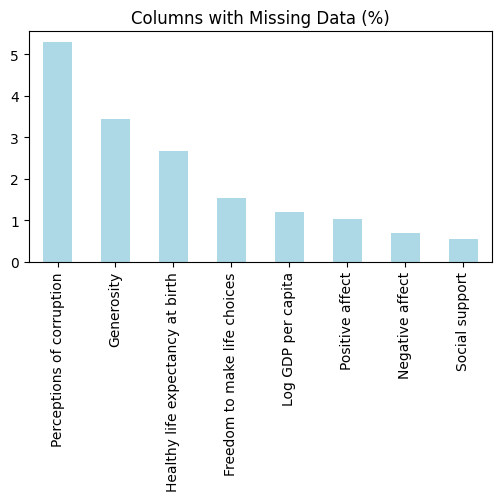 Columns with Missing Data (%)
5
4
3
2
1
0
Perceptions of corruption
Generosity
Healthy life expectancy at birth
Freedom to make life choices
Log GDP per capita
Positive affect
Negative affect
Social support